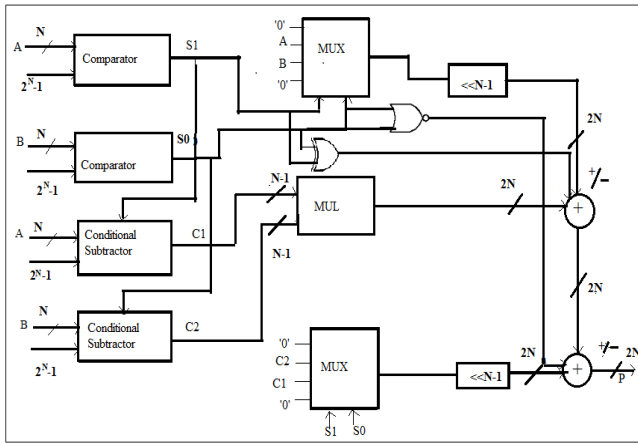 A N
2^N-1
Comparator
S1
B N
2^N-1
Comparator
S0
A N
2^N-1
Conditional
Subtractor
C1
B N
2^N-1
Conditional
Subtractor
C2
'0'
A
B
'0'
MUX
<<N-1
2N
+/-
N-1
N-1
MUL
2N
+
2N
'0'
C2
C1
'0'
MUX
S1 S0
<<N-1
2N
+/-
+
2N
P